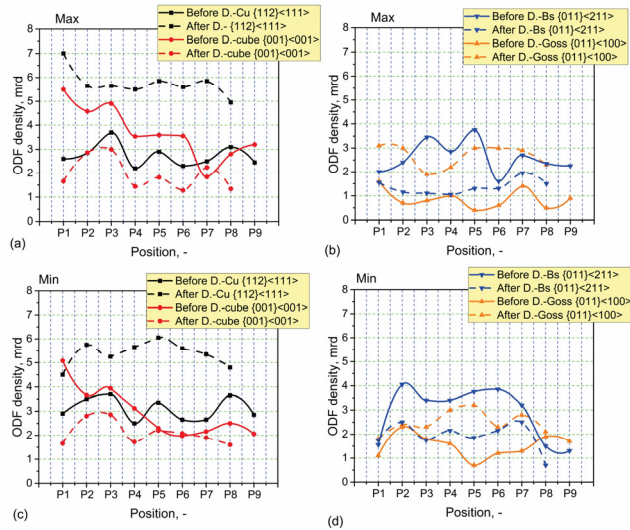 Max
Before D.-Cu {112}<111>
After D.- {112}<111>
Before D.-cube {001}<001>
After D.-cube {001}<001>
ODF density, mrd
8
7
6
5
4
3
2
1
0
P1 P2 P3 P4 P5 P6 P7 P8 P9
Position, -
(a)
Max
Before D.-Bs {011}<211>
After D.-Bs {011}<211>
Before D.-Goss {011}<100>
After D.-Goss {011}<100>
ODF density, mrd
8
7
6
5
4
3
2
1
0
P1 P2 P3 P4 P5 P6 P7 P8 P9
Position, -
(b)
Min
Before D.-Cu {112}<111>
After D.-Cu {112}<111>
Before D.-cube {001}<001>
After D.-cube {001}<001>
ODF density, mrd
8
7
6
5
4
3
2
1
0
P1 P2 P3 P4 P5 P6 P7 P8 P9
Position, -
(c)
Min
Before D.-Bs {011}<211>
After D.-Bs {011}<211>
Before D.-Goss {011}<100>
After D.-Goss {011}<100>
ODF density, mrd
8
7
6
5
4
3
2
1
0
P1 P2 P3 P4 P5 P6 P7 P8 P9
Position, -
(d)